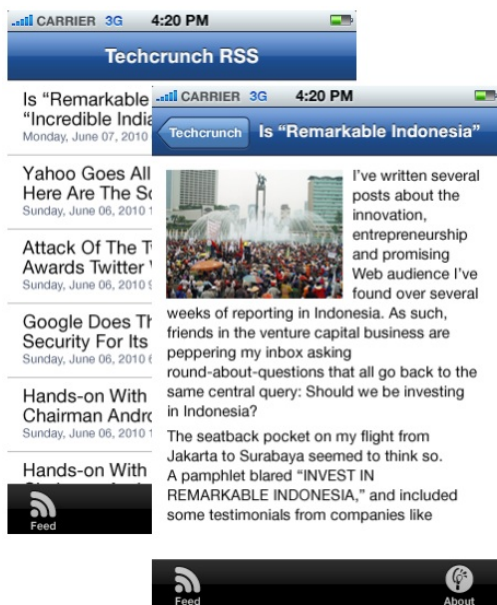 CARRIER 3G 4:20 PM
Techcrunch RSS
Is “Remarkable
“Incredible India
Monday, June 07, 2010
Yahoo Goes All
Here Are The
Sunday, June 06, 2010
Attack Of The
Awards Twitter
Sunday, June 06, 2010
Google Does
Security For Its
Sunday, June 06, 2010
Hands-on With
Chairman
Sunday, June 06, 2010
Hands-on With
Feed
CARRIER 3G 4:20 PM
Techcrunch Is “Remarkable Indonesia”
I’ve written several
posts about the
innovation,
entrepreneurship
and promising
Web audience I’ve
found over several
weeks of reporting in Indonesia. As such,
friends in the venture capital business are
peppering my inbox asking
round-about-questions that all go back to the
same central query: Should we be investing
in Indonesia?
The seatback pocket on my flight from
Jakarta to Surabaya seemed to think so.
A pamphlet blared “INVEST IN
REMARKABLE INDONESIA,” and included
some testimonials from companies like
Feed About